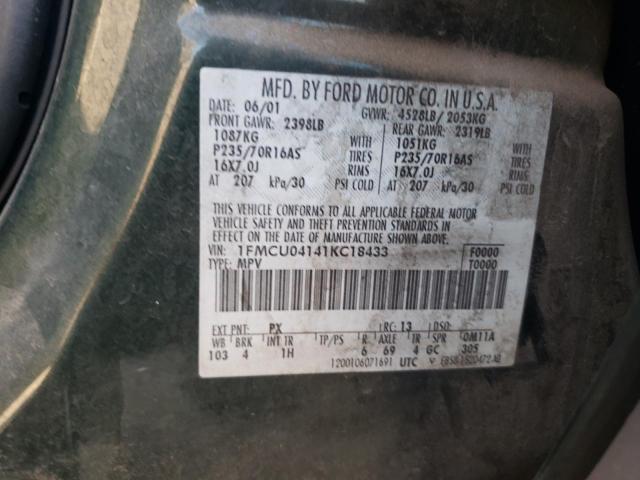 MFD. BY FORD MOTOR CO. IN U.S.A.
DATE: 06/01 GVWR: 4528LB/ 2053KG
FRONT GAWR: 2398LB REAR GAWR: 2319LB
1087KG WITH 1051KG WITH
P235/70R16AS TIRES P235/70R16AS TIRES
16X7.0J RIMS 16X7.0J RIMS
AT 207 kPa/30 PSI COLD AT 207 kPa/30 PSI COLD
THIS VEHICLE CONFORMS TO ALL APPLICABLE FEDERAL MOTOR
VEHICLE SAFETY AND BUMPER STANDARDS
IN EFFECT ON THE DATE OF MANUFACTURE SHOWN ABOVE.
VIN: 1FMCU04141KC18433 F0000
TYPE: MPV T0000
EXT PNT: PX RC: 13 DSO:
WB BRK INT TR TP/PS R AXLE TR SPR OM11A
103 4 1H 6 69 4 GC 305
1200106071691 UTC